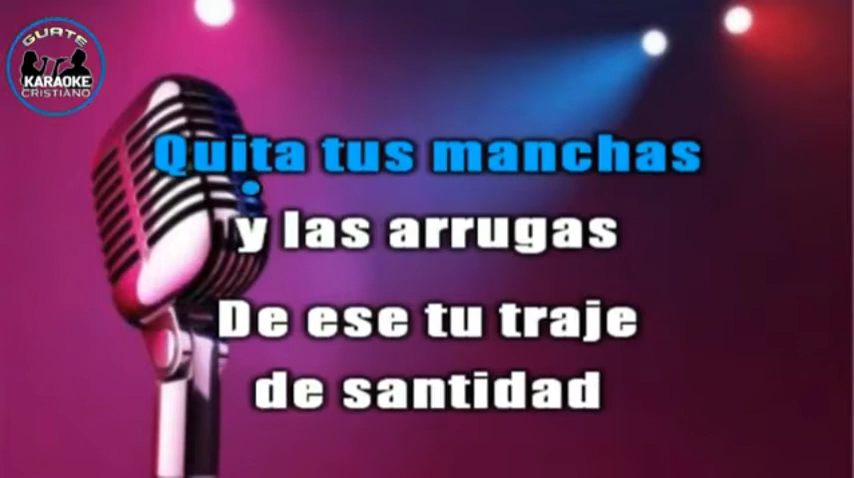 GUATE
KARAOKE
CRISTIANO
Quita tus manchas
y las arrugas
De ese tu traje
de santidad